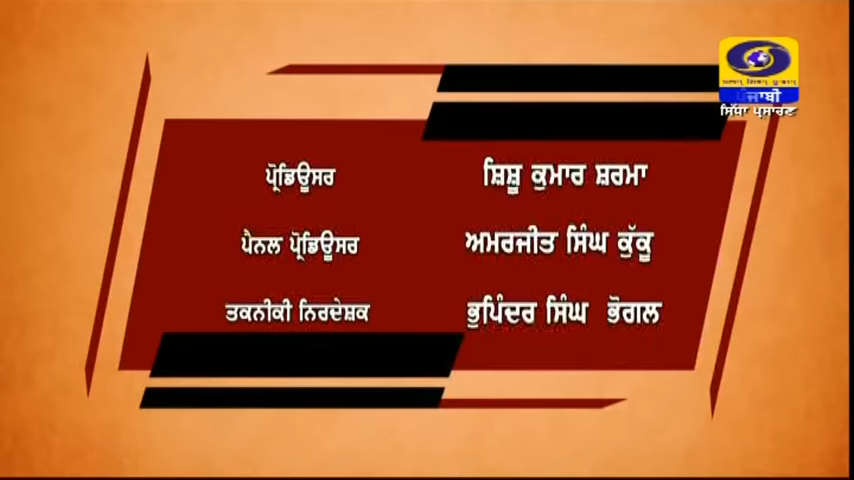 ਪੰਜਾਬੀ
ਸਿੱਧਾ ਪ੍ਰਸਾਰਣ
ਪ੍ਰੋਡਿਊਸਰ ਸ਼ਿਸ਼ੂ ਕੁਮਾਰ ਸ਼ਰਮਾ
ਪੈਨਲ ਪ੍ਰੋਡਿਊਸਰ ਅਮਰਜੀਤ ਸਿੰਘ ਕੁੱਕੂ
ਤਕਨੀਕੀ ਨਿਰਦੇਸ਼ਕ ਭੁਪਿੰਦਰ ਸਿੰਘ ਭੋਗਲ